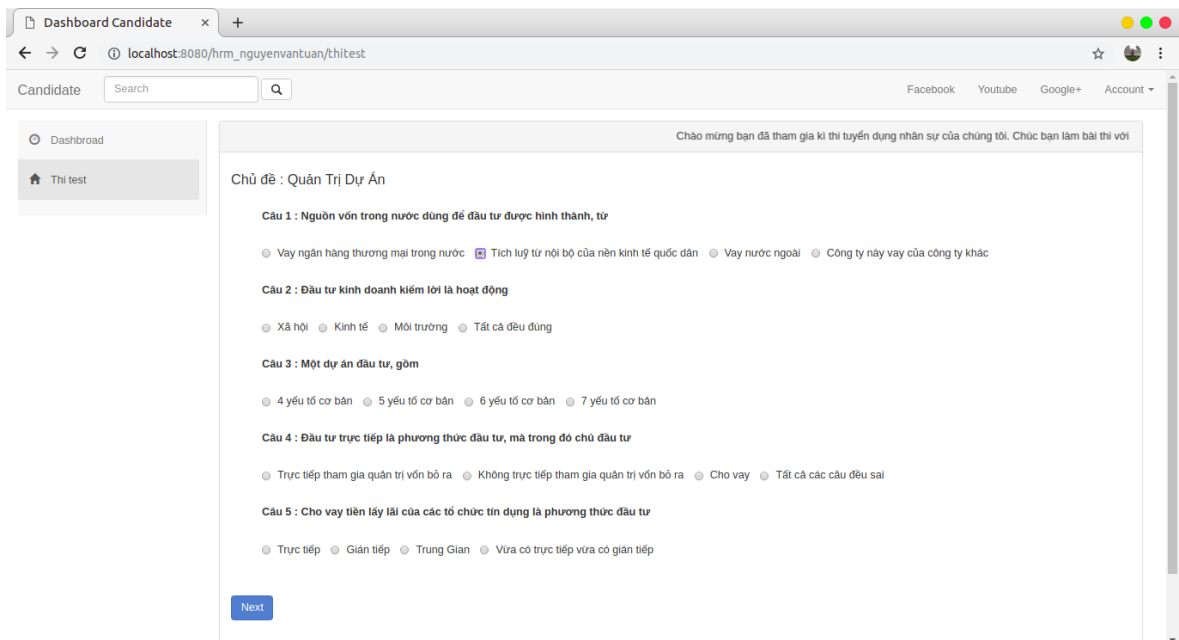 Dashboard Candidate
localhost:8080/hrm_nguyenvantuan/thitest
Candidate Search Facebook Youtube Google+ Account
Dashbroad
Chào mừng bạn đã tham gia kì thi tuyển dụng nhân sự của chúng tôi. Chúc bạn làm bài thi với
Thi test
Chủ đề : Quản Trị Dự Án
Câu 1 : Nguồn vốn trong nước dùng để đầu tư được hình thành, từ
Vay ngân hàng thương mại trong nước Tích luỹ từ nội bộ của nền kinh tế quốc dân Vay nước ngoài Công ty này vay của công ty khác
Câu 2 : Đầu tư kinh doanh kiếm lời là hoạt động
Xã hội Kinh tế Môi trường Tất cả đều đúng
Câu 3 : Một dự án đầu tư, gồm
4 yếu tố cơ bản 5 yếu tố cơ bản 6 yếu tố cơ bản 7 yếu tố cơ bản
Câu 4 : Đầu tư trực tiếp là phương thức đầu tư, mà trong đó chủ đầu tư
Trực tiếp tham gia quản trị vốn bỏ ra Không trực tiếp tham gia quản trị vốn bỏ ra Cho vay Tất cả các câu đều sai
Câu 5 : Cho vay tiền lấy lãi của các tổ chức tín dụng là phương thức đầu tư
Trực tiếp Gián tiếp Trung Gian Vừa có trực tiếp vừa có gián tiếp
Next